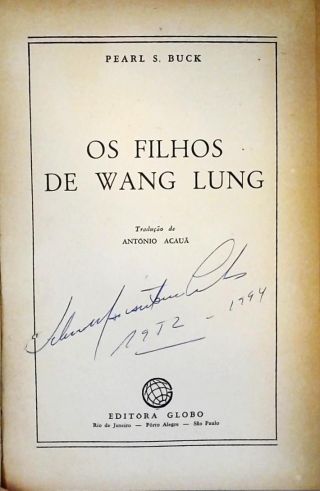 PEARL S. BUCK
OS FILHOS
DE WANG LUNG
Tradução de
ANTÔNIO ACAUÃ
1952 - 1994
EDITORA GLOBO
Rio de Janeiro — Pôrto Alegre — São Paulo